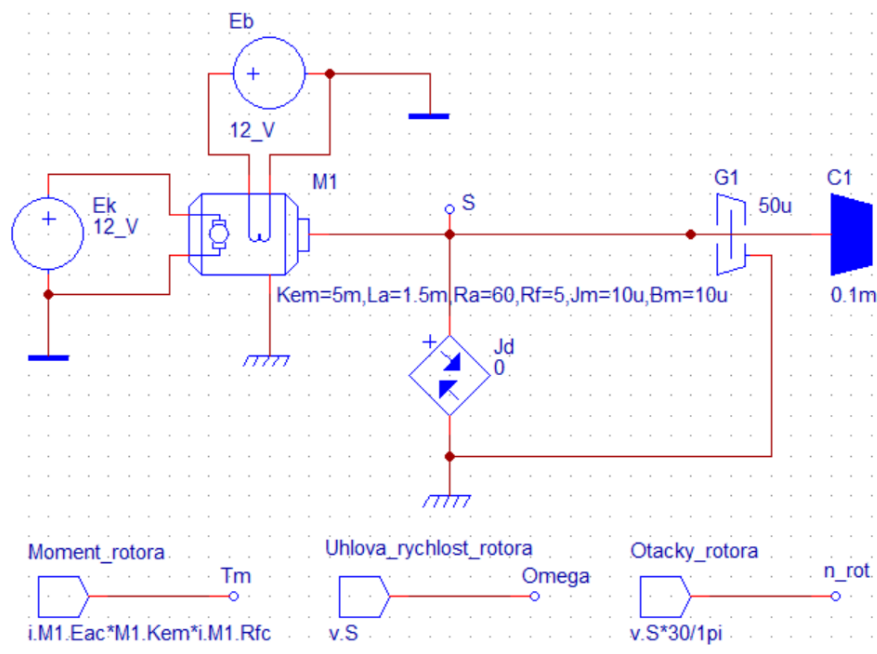 Eb
12_V
M1
Ek
12_V
S
G1
50u
C1
Kem=5m,La=1.5m,Ra=60,Rf=5,Jm=10u,Bm=10u
0.1m
Jd
0
Moment_rotora
Tm
i.M1.Eac*M1.Kem*i.M1.Rfc
Uhlova_rychlost_rotora
Omega
v.S
Otacky_rotora
n_rot
v.S*30/1pi